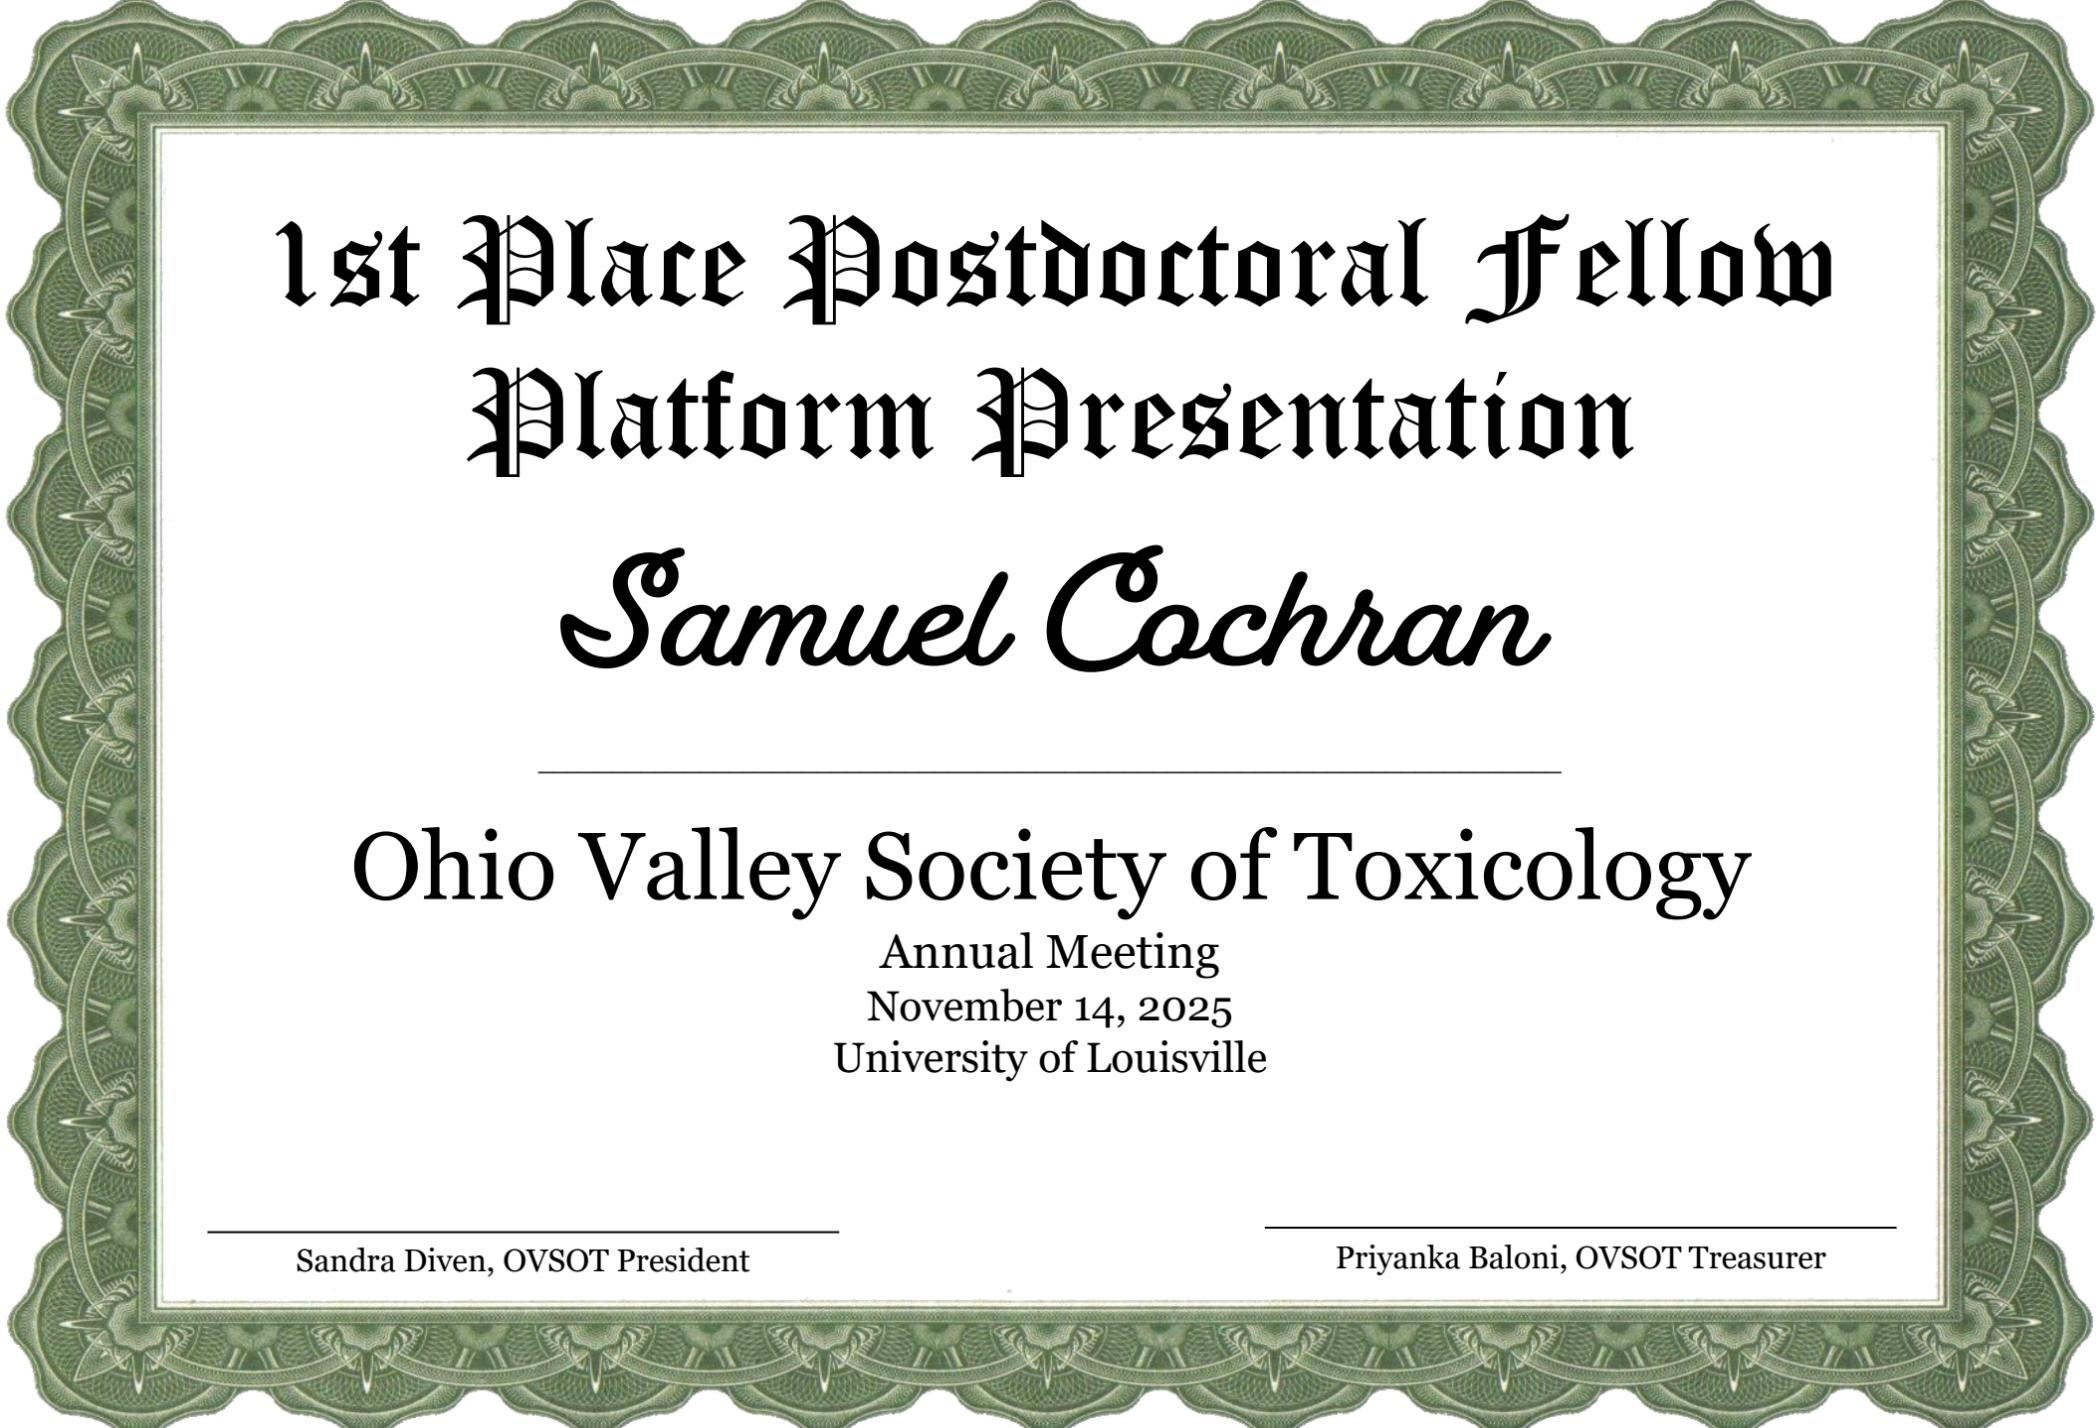 1st Place Postdoctoral Fellow
Platform Presentation
Samuel Cochran
Ohio Valley Society of Toxicology
Annual Meeting
November 14, 2025
University of Louisville
Sandra Diven, OVSOT President
Priyanka Baloni, OVSOT Treasurer